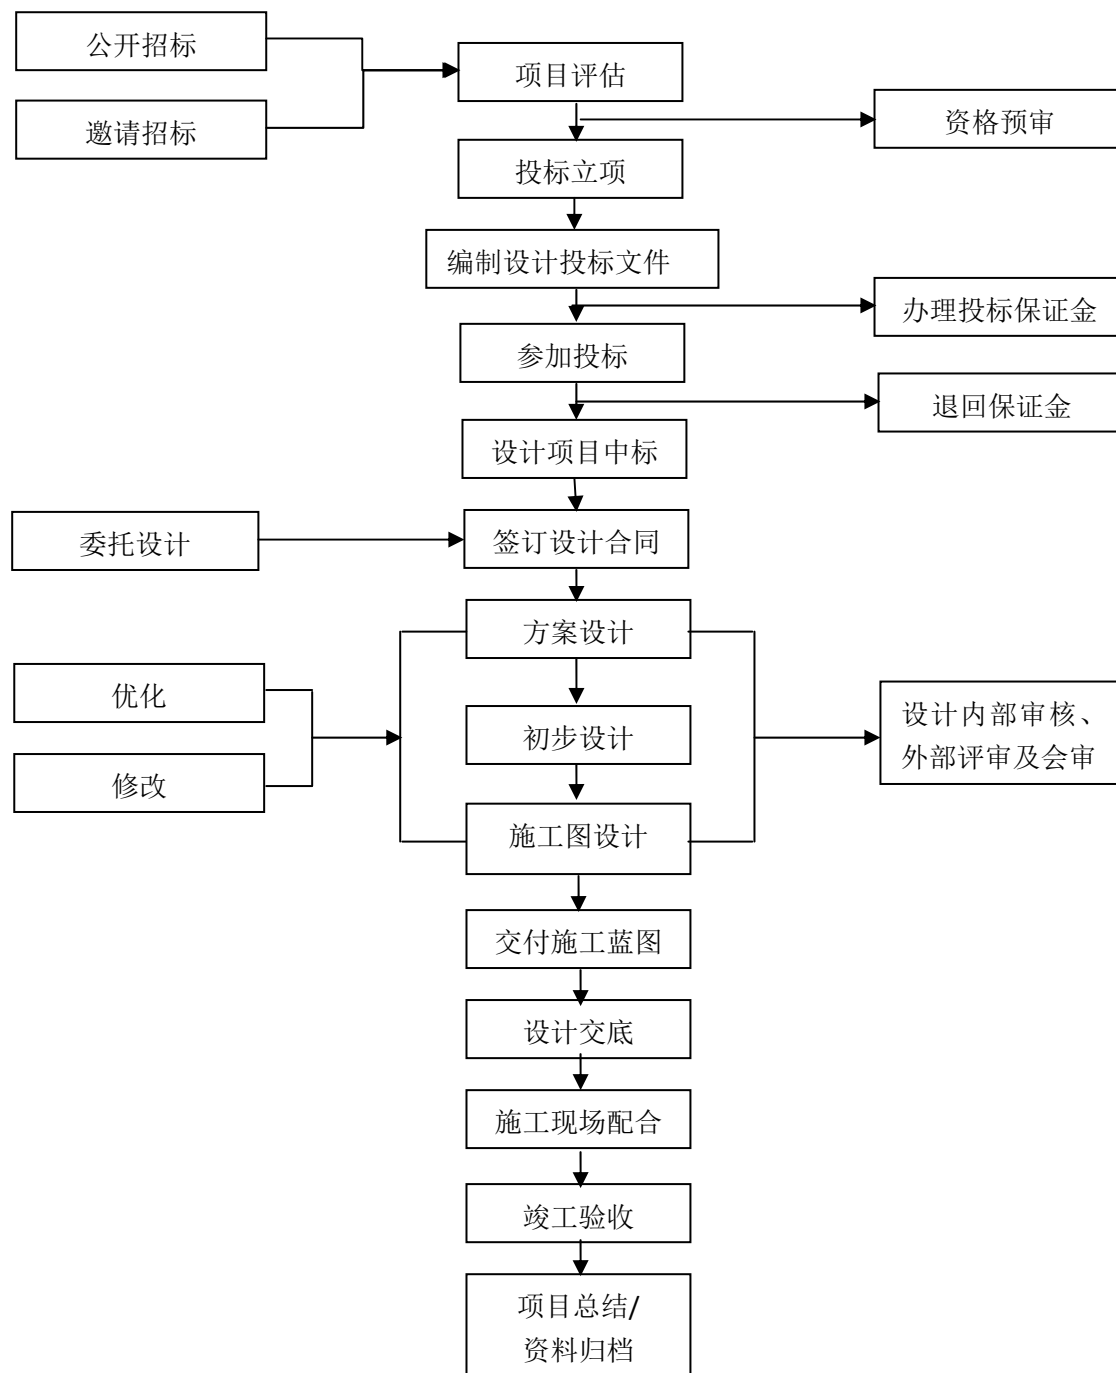 公开招标
项目评估
邀请招标
资格预审
投标立项
编制设计投标文件
办理投标保证金
参加投标
退回保证金
设计项目中标
委托设计
签订设计合同
方案设计
优化
初步设计
设计内部审核、
外部评审及会审
修改
施工图设计
交付施工蓝图
设计交底
施工现场配合
竣工验收
项目总结/
资料归档